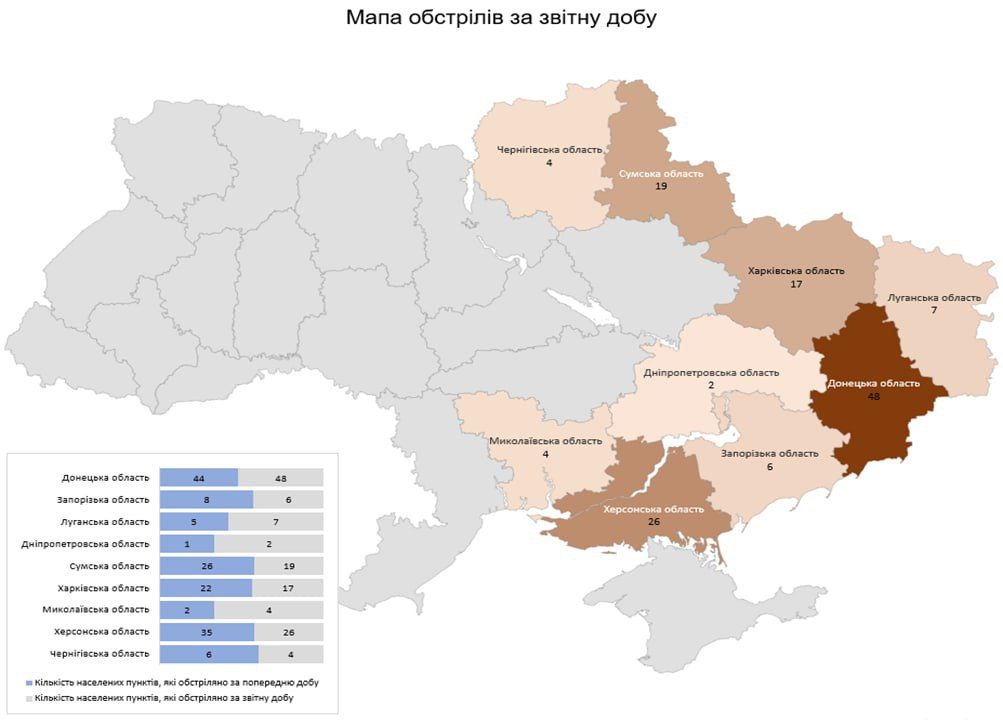 Мапа обстрілів за звітну добу
Чернігівська область
4
Сумська область
19
Харківська область
17
Луганська область
7
Дніпропетровська область
2
Донецька область
48
Миколаївська область
4
Запорізька область
6
Херсонська область
26
Донецька область 44 48
Запорізька область 8 6
Луганська область 5 7
Дніпропетровська область 1 2
Сумська область 26 19
Харківська область 22 17
Миколаївська область 2 4
Херсонська область 35 26
Чернігівська область 6 4
Кількість населених пунктів, які обстріляно за попередню добу
Кількість населених пунктів, які обстріляно за звітну добу